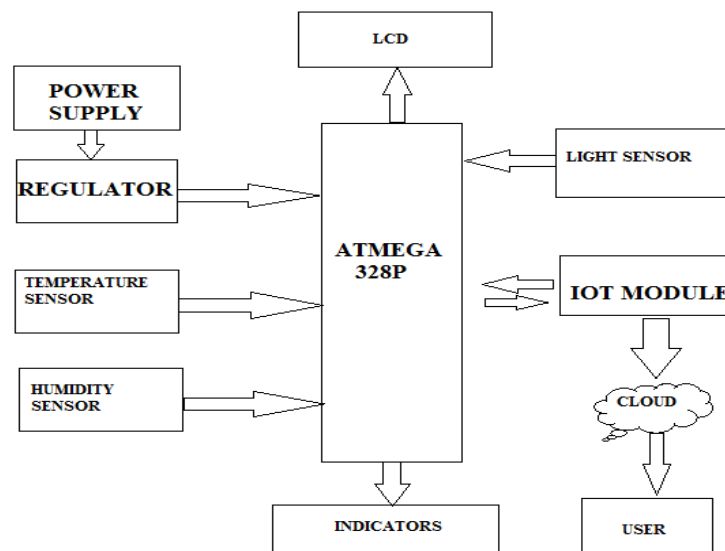 LCD
POWER
SUPPLY
LIGHT SENSOR
REGULATOR
ATMEGA
328P
TEMPERATURE
SENSOR
IOT MODULE
HUMIDITY
SENSOR
CLOUD
INDICATORS
USER